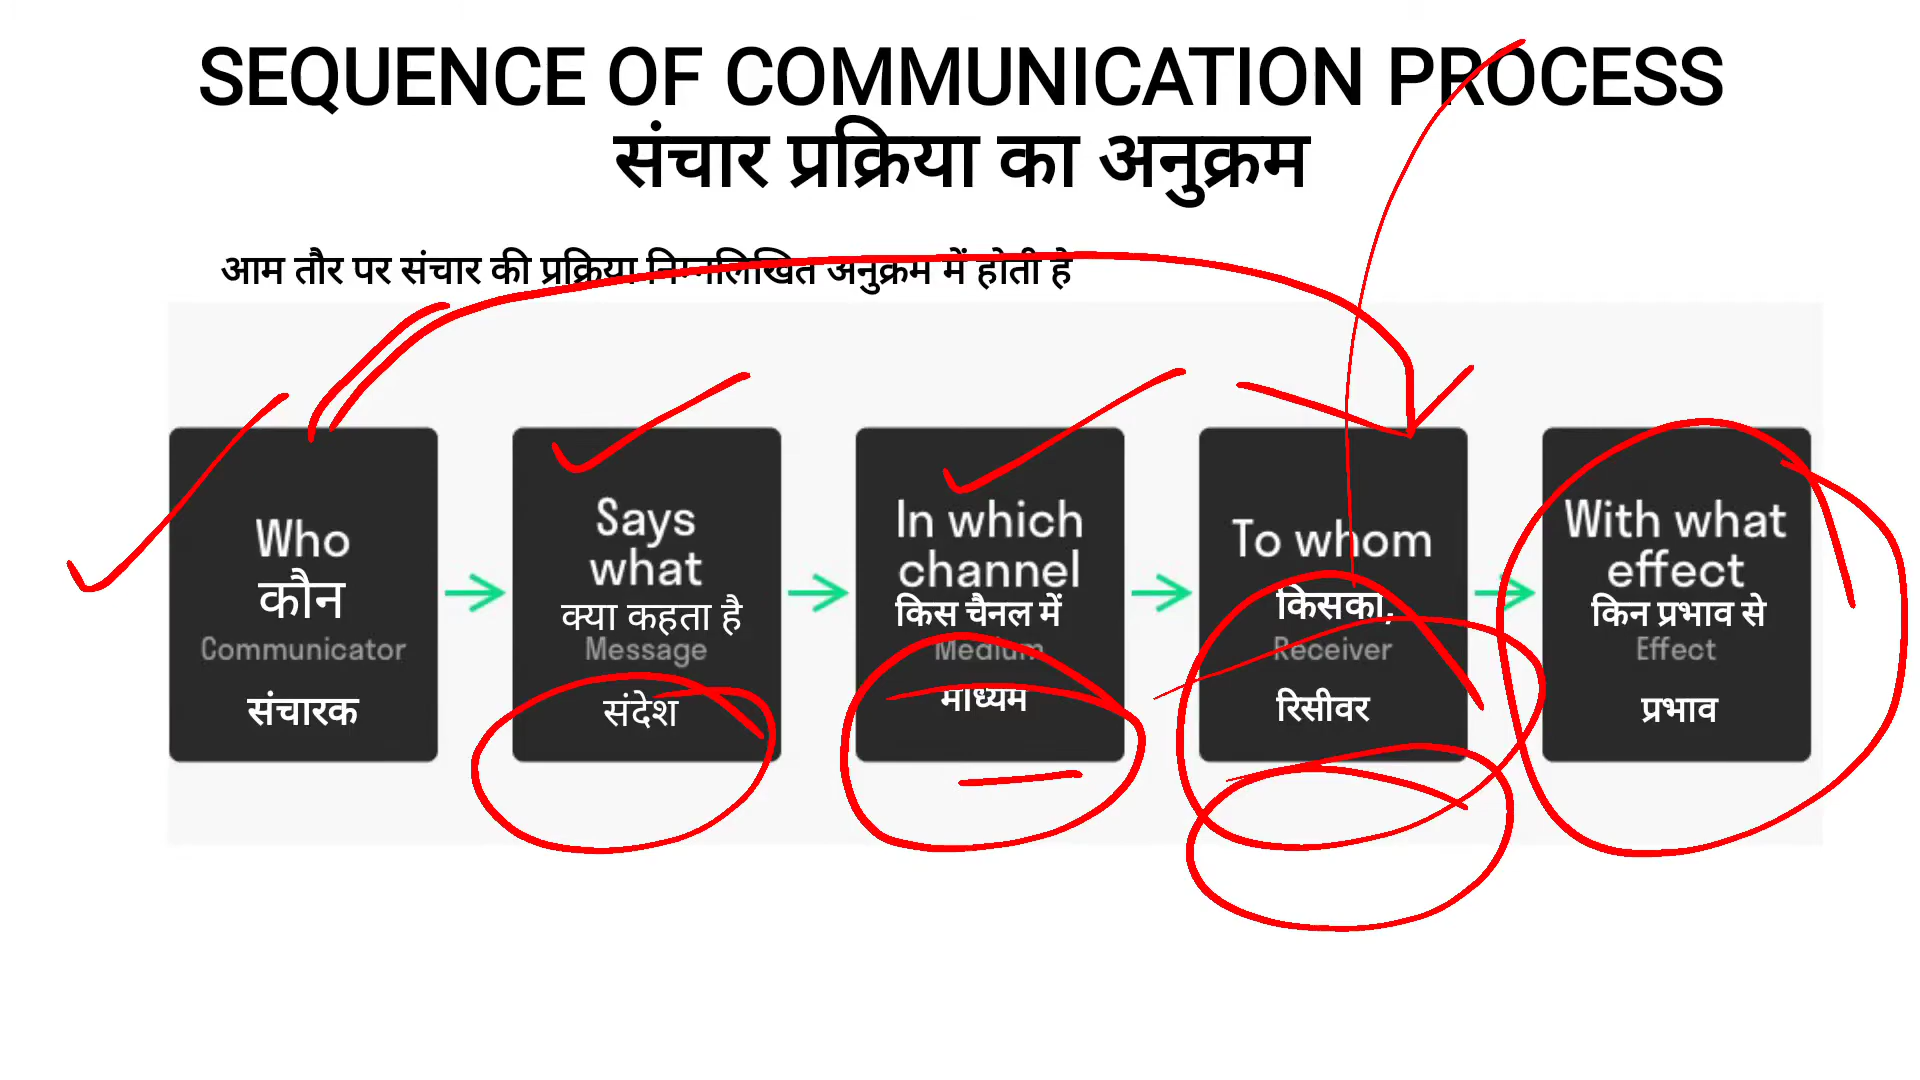 SEQUENCE OF COMMUNICATION PROCESS
संचार प्रक्रिया का अनुक्रम
आम तौर पर संचार की प्रक्रिया निम्नलिखित अनुक्रम में होती है
Who
कौन
Communicator
संचारक
Says
what
क्या कहता है
Message
संदेश
In which
channel
किस चैनल में
Medium
माध्यम
To whom
किसका,
Receiver
रिसीवर
With what
effect
किन प्रभाव से
Effect
प्रभाव